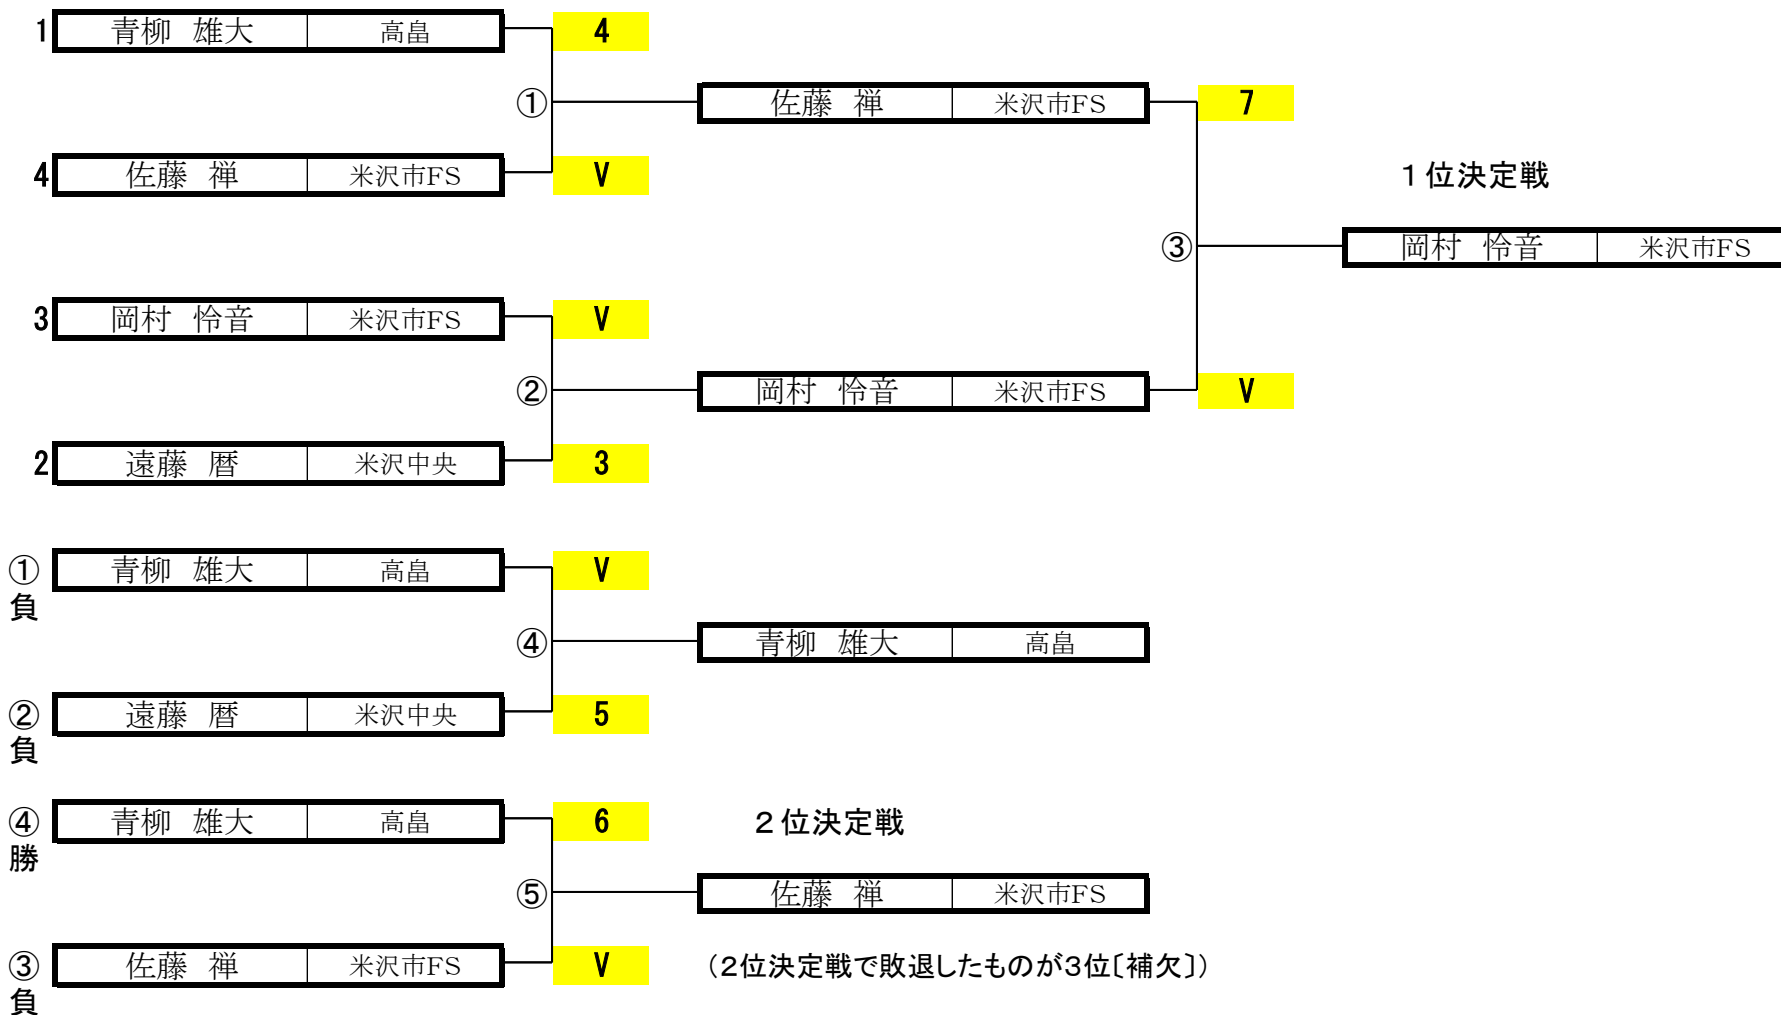 1 青柳 雄大 高畠 4
① 佐藤 禅 米沢市FS 7
4 佐藤 禅 米沢市FS V
1位決定戦
③ 岡村 怜音 米沢市FS
3 岡村 怜音 米沢市FS V
② 岡村 怜音 米沢市FS V
2 遠藤 暦 米沢中央 3
①負 青柳 雄大 高畠 V
④ 青柳 雄大 高畠
②負 遠藤 暦 米沢中央 5
④勝 青柳 雄大 高畠 6
2位決定戦
⑤ 佐藤 禅 米沢市FS
③負 佐藤 禅 米沢市FS V
(2位決定戦で敗退したものが3位〔補欠〕)